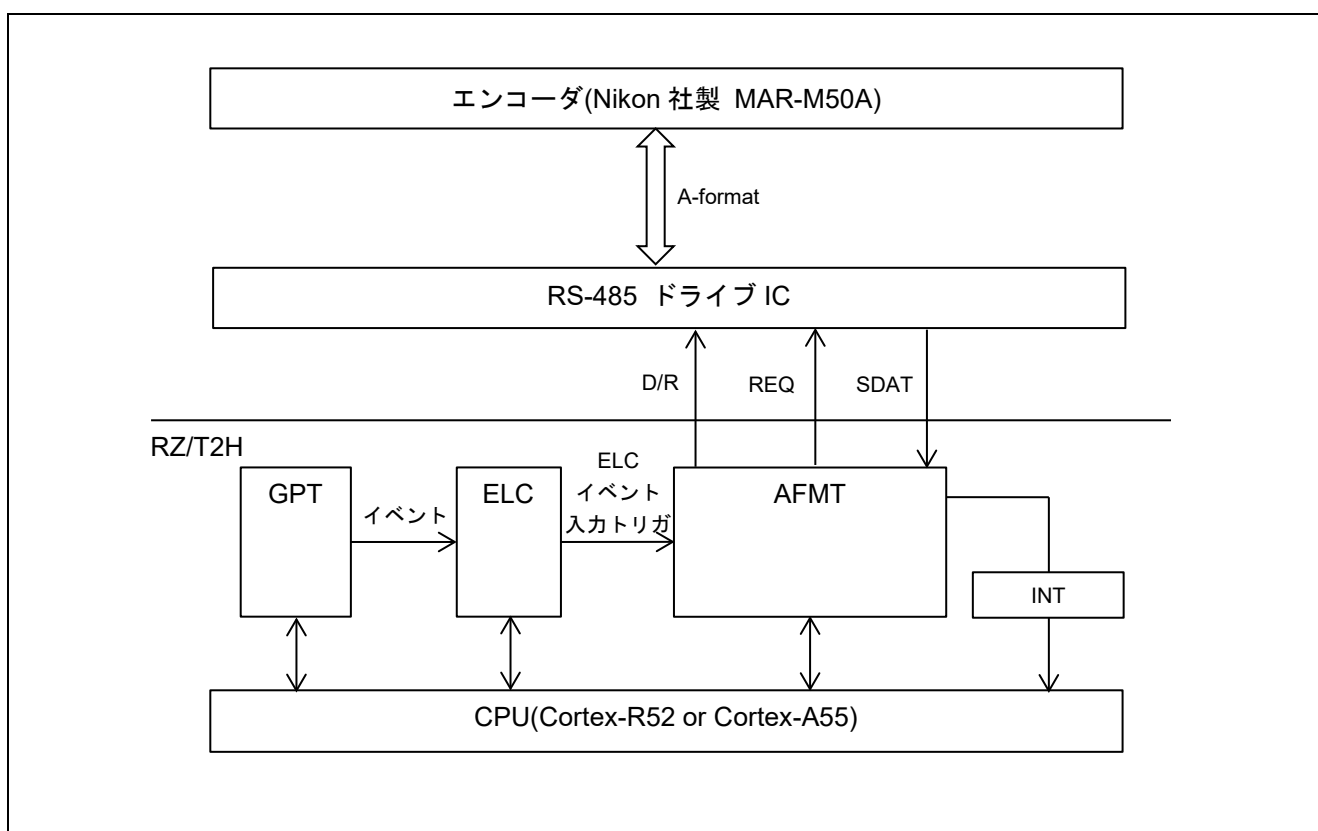 エンコーダ(Nikon 社製 MAR-M50A)
A-format
RS-485 ドライブ IC
D/R
REQ
SDAT
RZ/T2H
GPT
イベント
ELC
ELC
イベント
入力トリガ
AFMT
INT
CPU(Cortex-R52 or Cortex-A55)